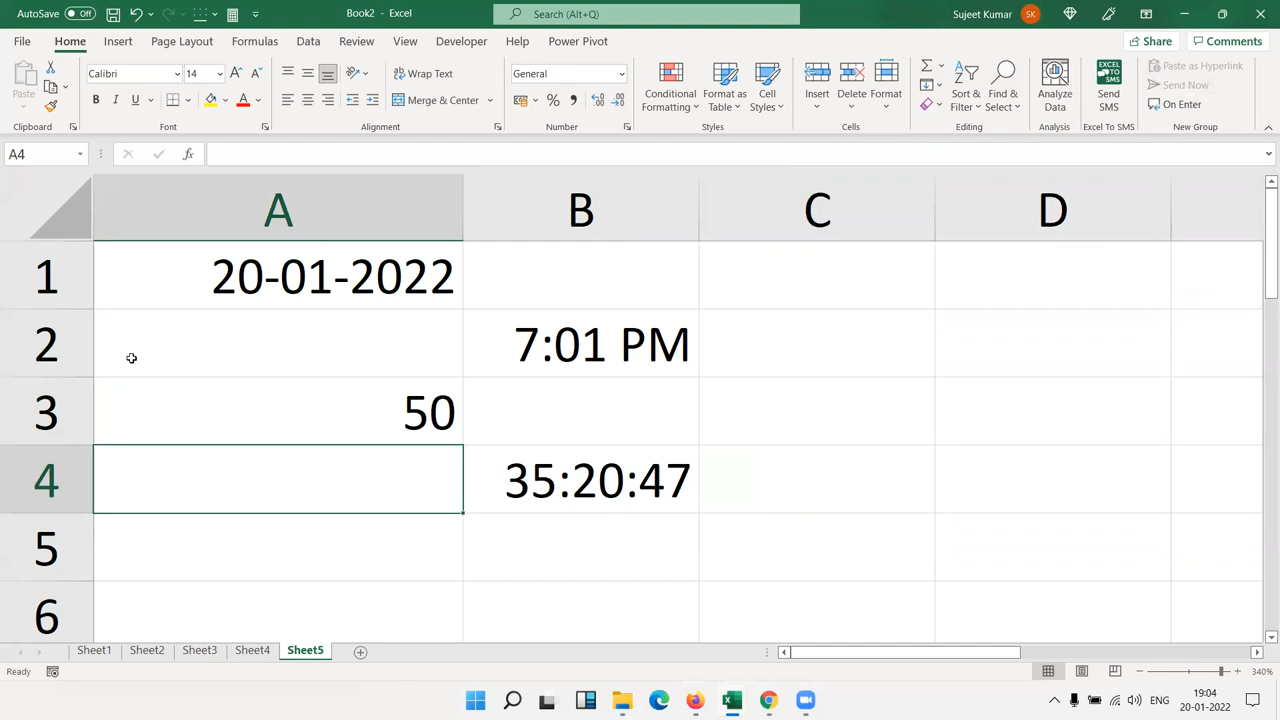 AutoSave Off Book2 - Excel Search (Alt+Q) Sujeet Kumar SK
File Home Insert Page Layout Formulas Data Review View Developer Help Power Pivot Share Comments
Paste Calibri 14 Wrap Text General Conditional Formatting Format as Table Cell Styles Insert Delete Format Sort & Filter Find & Select Analyze Data Send SMS Paste as Hyperlink
B I U Merge & Center Send Now
On Enter
Clipboard Font Alignment Number Styles Cells Editing Analysis Excel To SMS New Group
A4 fx
A B C D
1 20-01-2022
2 7:01 PM
3 50
4 35:20:47
5
6
Sheet1 Sheet2 Sheet3 Sheet4 Sheet5
Ready 340%
ENG 19:04
20-01-2022